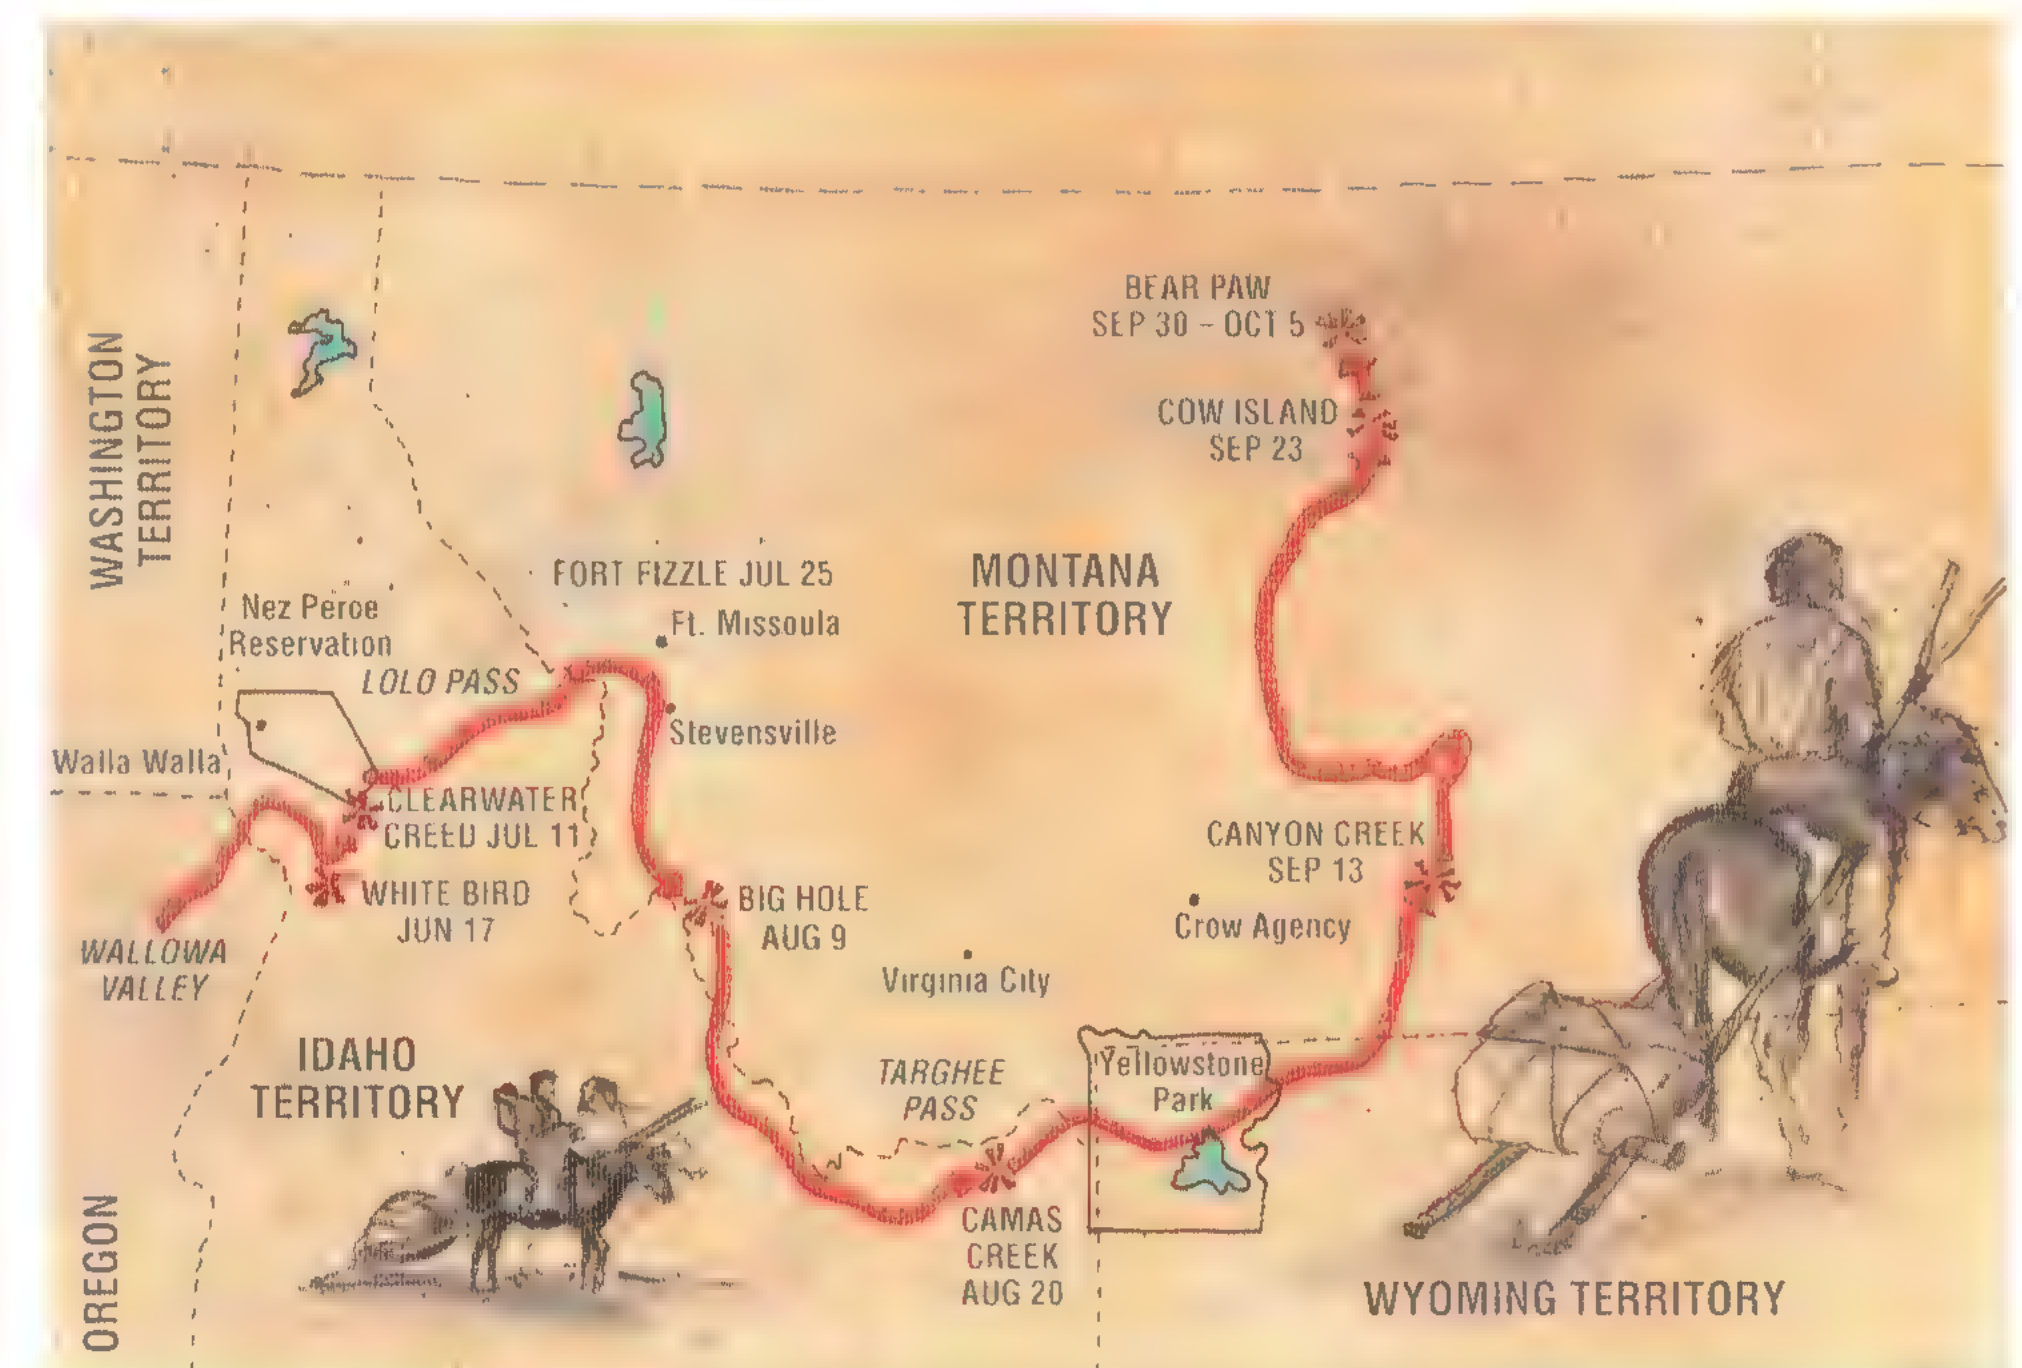 BEAR PAW
SEP 30 – OCT 5
COW ISLAND
SEP 23
WASHINGTON
TERRITORY
FORT FIZZLE JUL 25
Ft. Missoula
MONTANA
TERRITORY
Nez Peroe
Reservation
LOLO PASS
Stevensville
Walla Walla
CLEARWATER
CREED JUL 11
CANYON CREEK
SEP 13
WHITE BIRD
JUN 17
BIG HOLE
AUG 9
Crow Agency
WALLOWA
VALLEY
Virginia City
IDAHO
TERRITORY
TARGHEE
PASS
Yellowstone
Park
CAMAS
CREEK
AUG 20
OREGON
WYOMING TERRITORY